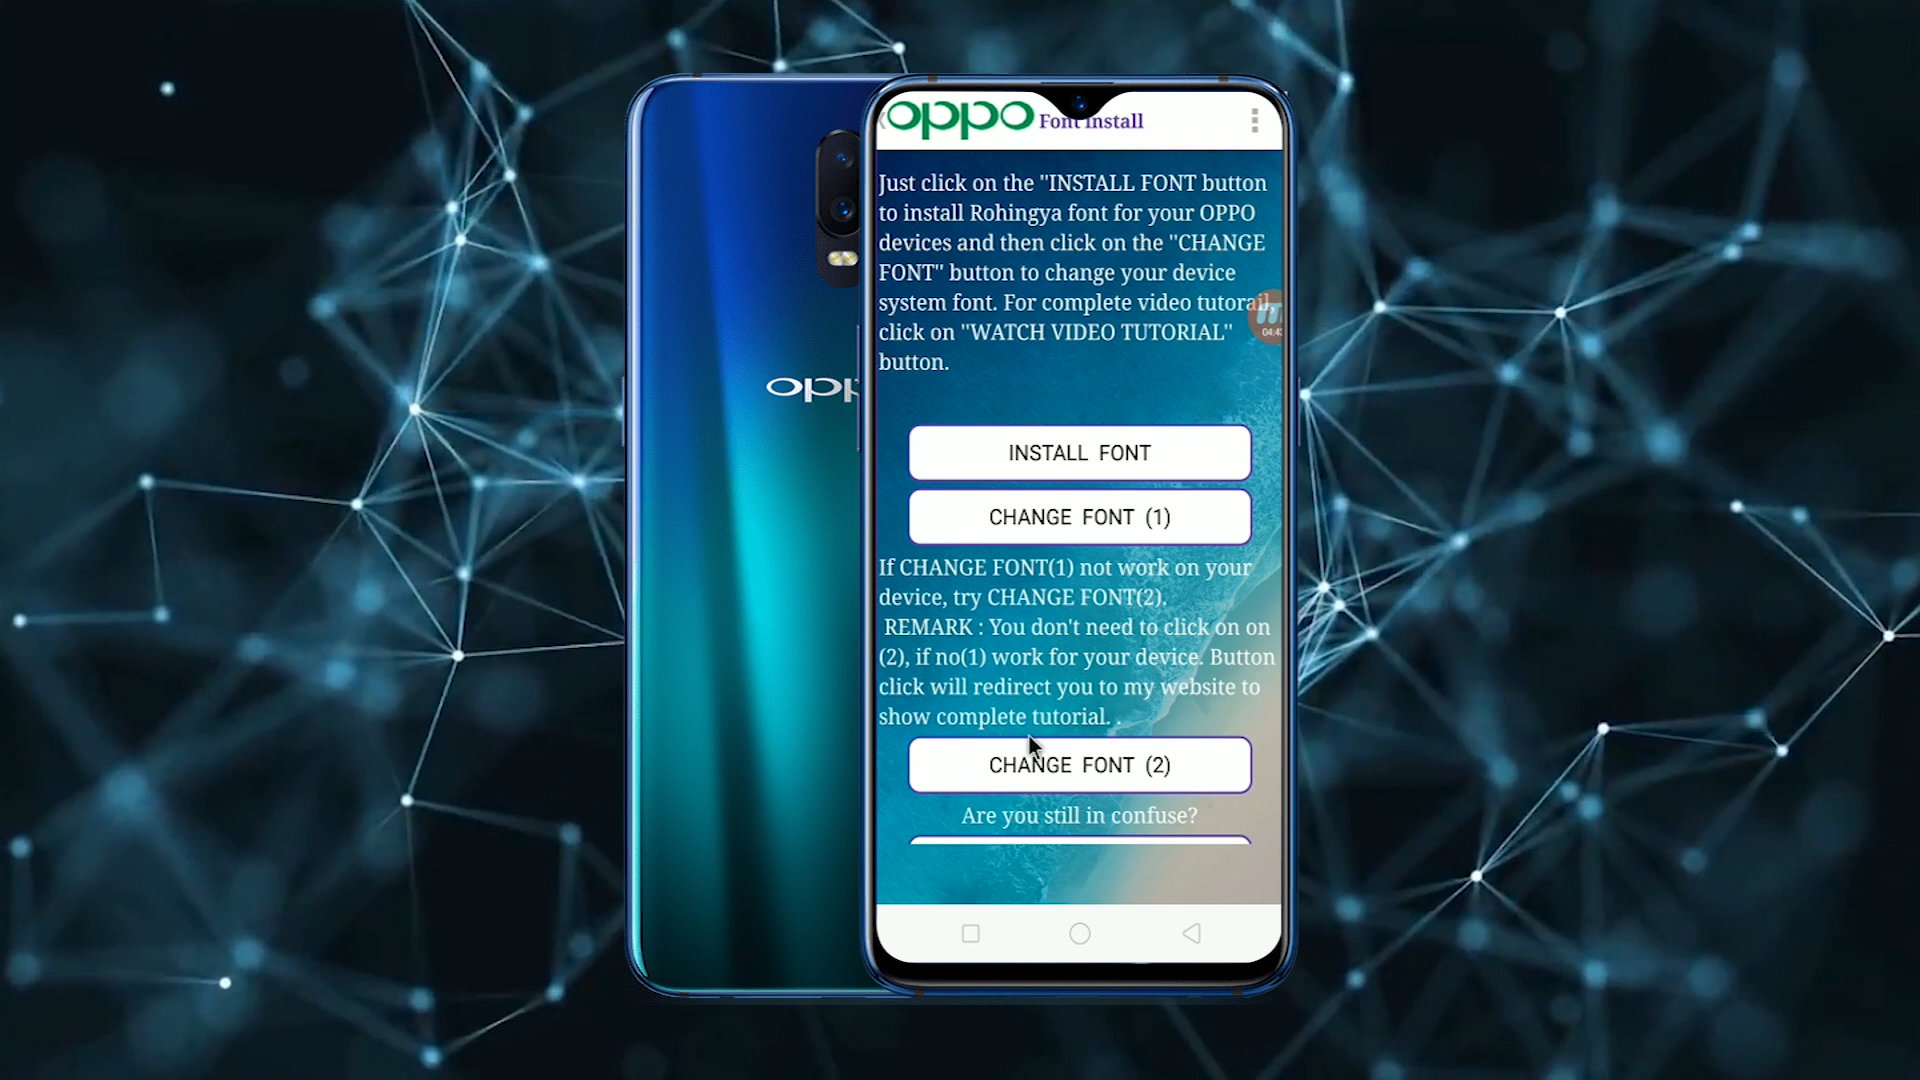 oppo Font Install
Just click on the "INSTALL FONT button
to install Rohingya font for your OPPO
devices and then click on the "CHANGE
FONT" button to change your device
system font. For complete video tutorail,
click on "WATCH VIDEO TUTORIAL"
button.
04:43
opp
INSTALL FONT
CHANGE FONT (1)
If CHANGE FONT(1) not work on your
device, try CHANGE FONT(2).
REMARK : You don't need to click on on
(2), if no(1) work for your device. Button
click will redirect you to my website to
show complete tutorial. .
CHANGE FONT (2)
Are you still in confuse?